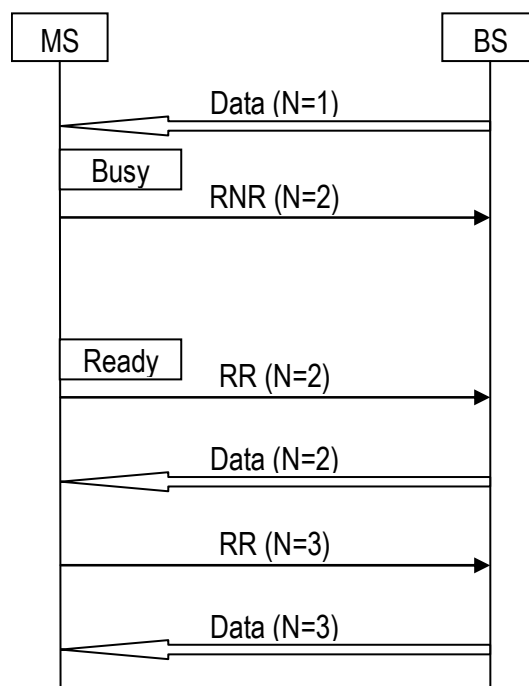 MS
BS
Data (N=1)
Busy
RNR (N=2)
Ready
RR (N=2)
Data (N=2)
RR (N=3)
Data (N=3)